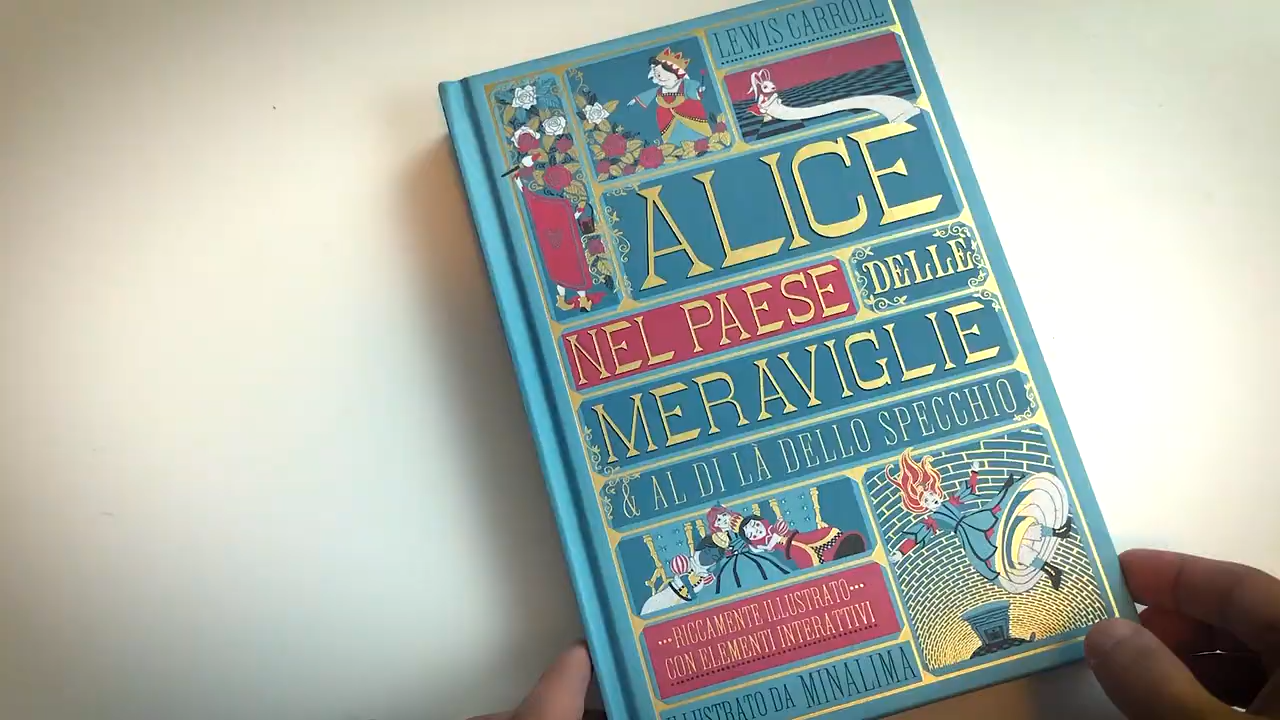 LEWIS CARROLL
ALICE
NEL PAESE DELLE
MERAVIGLIE
& AL DI LÀ DELLO SPECCHIO
...RICCAMENTE ILLUSTRATO...
CON ELEMENTI INTERATTIVI
ILLUSTRATO DA MINALIMA